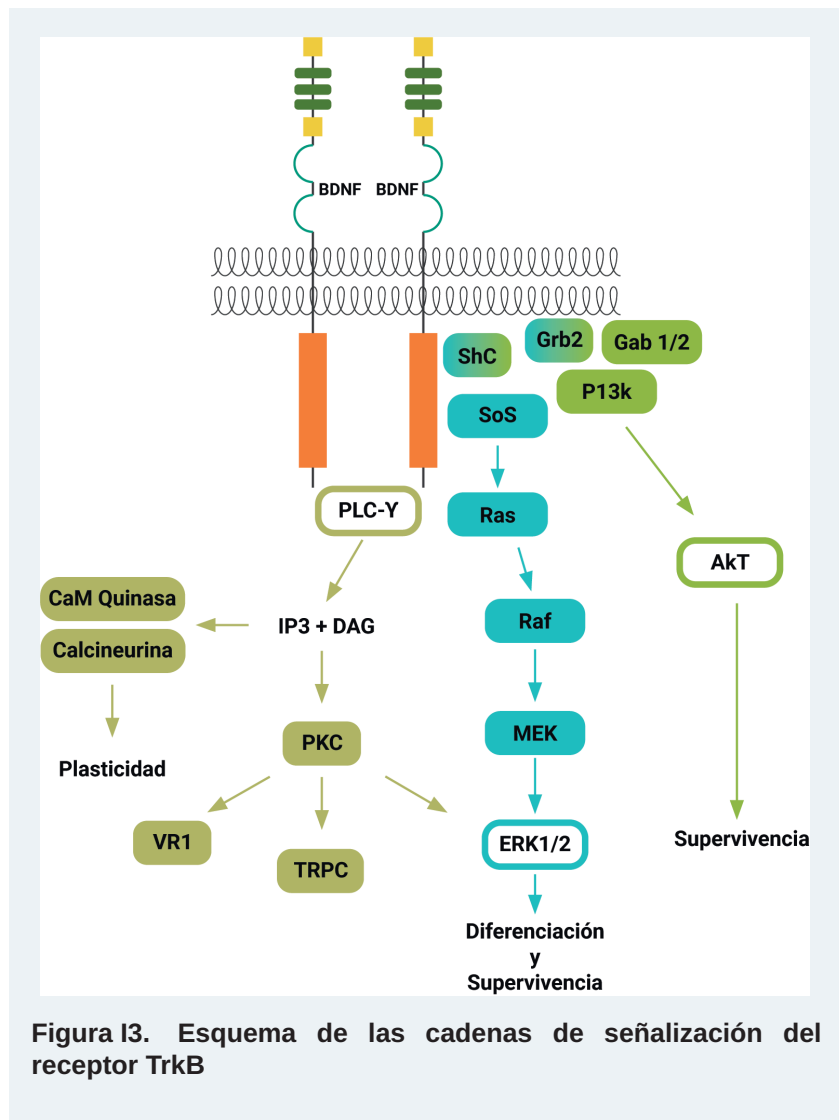 BDNF BDNF
Grb2
Gab 1/2
ShC
P13k
SoS
PLC-Y
Ras
AkT
CaM Quinasa
IP3 + DAG
Raf
Calcineurina
PKC
MEK
Plasticidad
VR1
ERK1/2
Supervivencia
TRPC
Diferenciación
y
Supervivencia
Figura I3. Esquema de las cadenas de señalización del
receptor TrkB